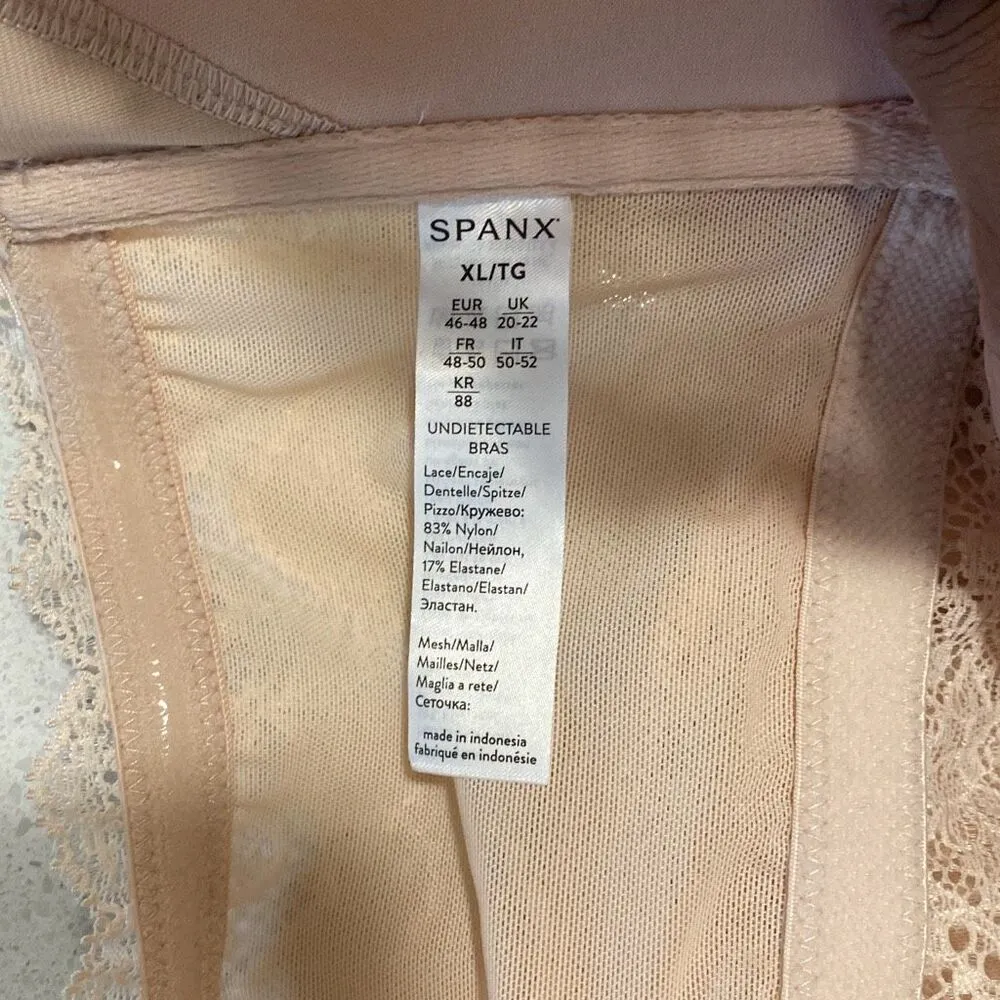 SPANX
XL/TG
EUR UK
46-48 20-22
FR IT
48-50 50-52
KR
88
UNDIETECTABLE
BRAS
Lace/Encaje/
Dentelle/Spitze/
Pizzo/Кружево:
83% Nylon/
Nailon/Нейлон,
17% Elastane/
Elastano/Elastan/
Эластан.
Mesh/Malla/
Mailles/Netz/
Maglia a rete/
Сеточка:
made in indonesia
fabriqué en indonésie